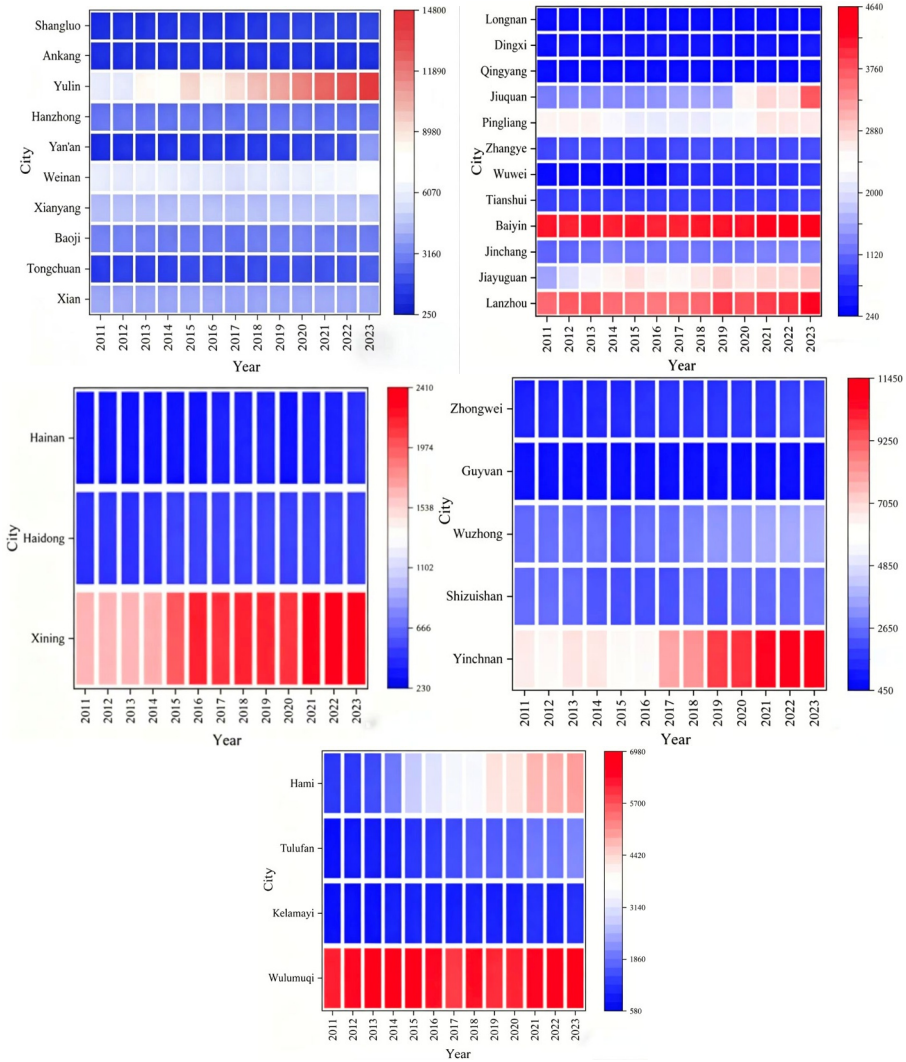 Shangluo
Ankang
Yulin
Hanzhong
Yan'an
Weinan
Xianyang
Baoji
Tongchuan
Xian
City
2011 2012 2013 2014 2015 2016 2017 2018 2019 2020 2021 2022 2023
Year
14800
11890
8980
6070
3160
250
Longnan
Dingxi
Qingyang
Jiuquan
Pingliang
Zhangye
Wuwei
Tianshui
Baiyin
Jinchang
Jiayuguan
Lanzhou
City
2011 2012 2013 2014 2015 2016 2017 2018 2019 2020 2021 2022 2023
Year
4640
3760
2880
2000
1120
240
Hainan
Haidong
Xining
City
2011 2012 2013 2014 2015 2016 2017 2018 2019 2020 2021 2022 2023
Year
2410
1974
1538
1102
666
230
Zhongwei
Guyvan
Wuzhong
Shizuishan
Yinchnan
City
2011 2012 2013 2014 2015 2016 2017 2018 2019 2020 2021 2022 2023
Year
11450
9250
7050
4850
2650
450
Hami
Tulufan
Kelamayi
Wulumuqi
City
2011 2012 2013 2014 2015 2016 2017 2018 2019 2020 2021 2022 2023
Year
6980
5700
4420
3140
1860
580